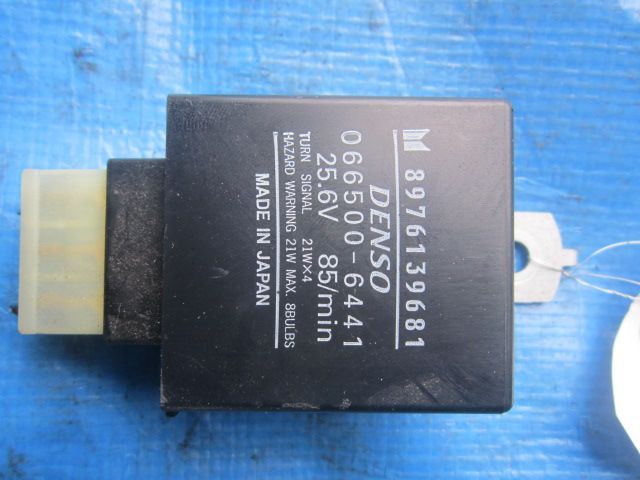 8976139681
DENSO
066500-6441
25.6V 85/min
TURN SIGNAL 21W×4
HAZARD WARNING 21W MAX. 8BULBS
MADE IN JAPAN